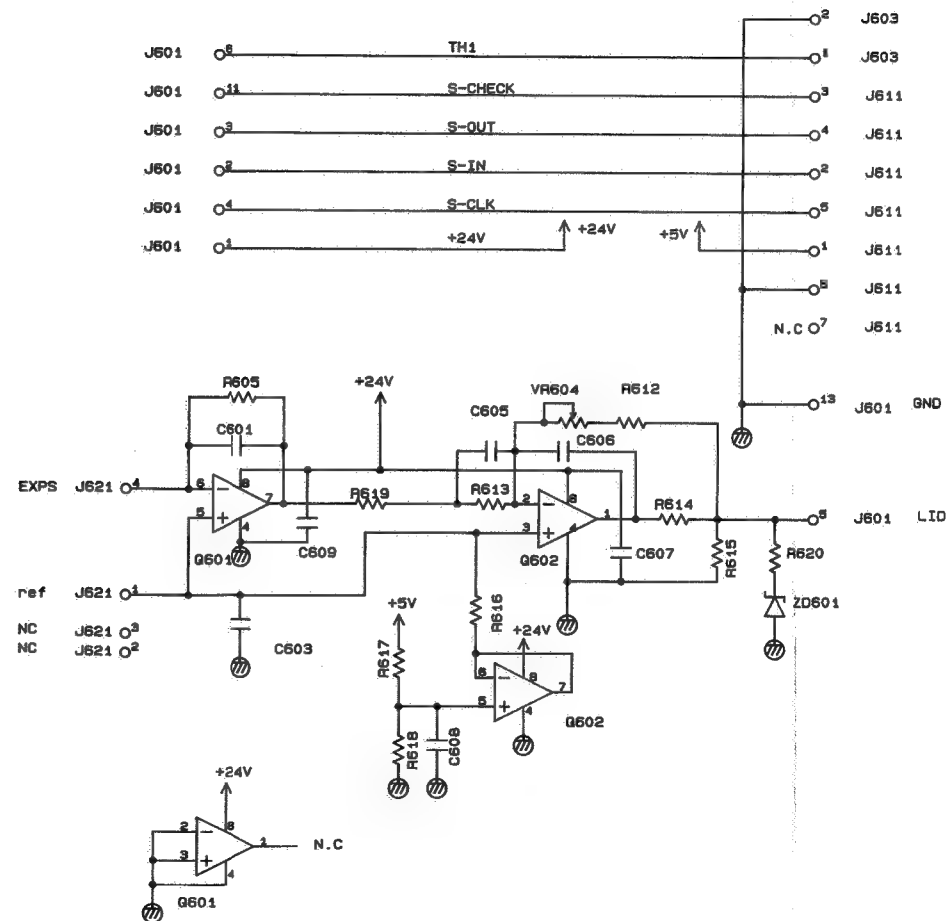 2 J603
J601 6 TH1 1 J603
J601 11 S-CHECK 3 J611
J601 3 S-OUT 4 J611
J601 2 S-IN 2 J611
J601 4 S-CLK 5 J611
J601 1 +24V +24V +5V 1 J611
6 J611
N.C 7 J611
13 J601 GND
R605 +24V VR604 R612
C601 C605 C606
EXPS J621 4 6 - 8 7 R619 R613 2 - 8 1 R614 5 J601 LID
5 + 4 3 + 4
Q601 C609 Q602 C607 R615 R620
ref J621 1 ZD601
C603 +5V R616 +24V
NC J621 3
NC J621 2
R617 6 - 8 7
5 + 4 Q602
R618 C608
+24V
2 - 8 1 N.C
3 + 4
Q601